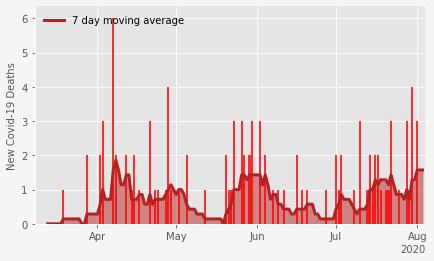 7 day moving average
New Covid-19 Deaths
6
5
4
3
2
1
0
Apr
May
Jun
Jul
Aug
2020